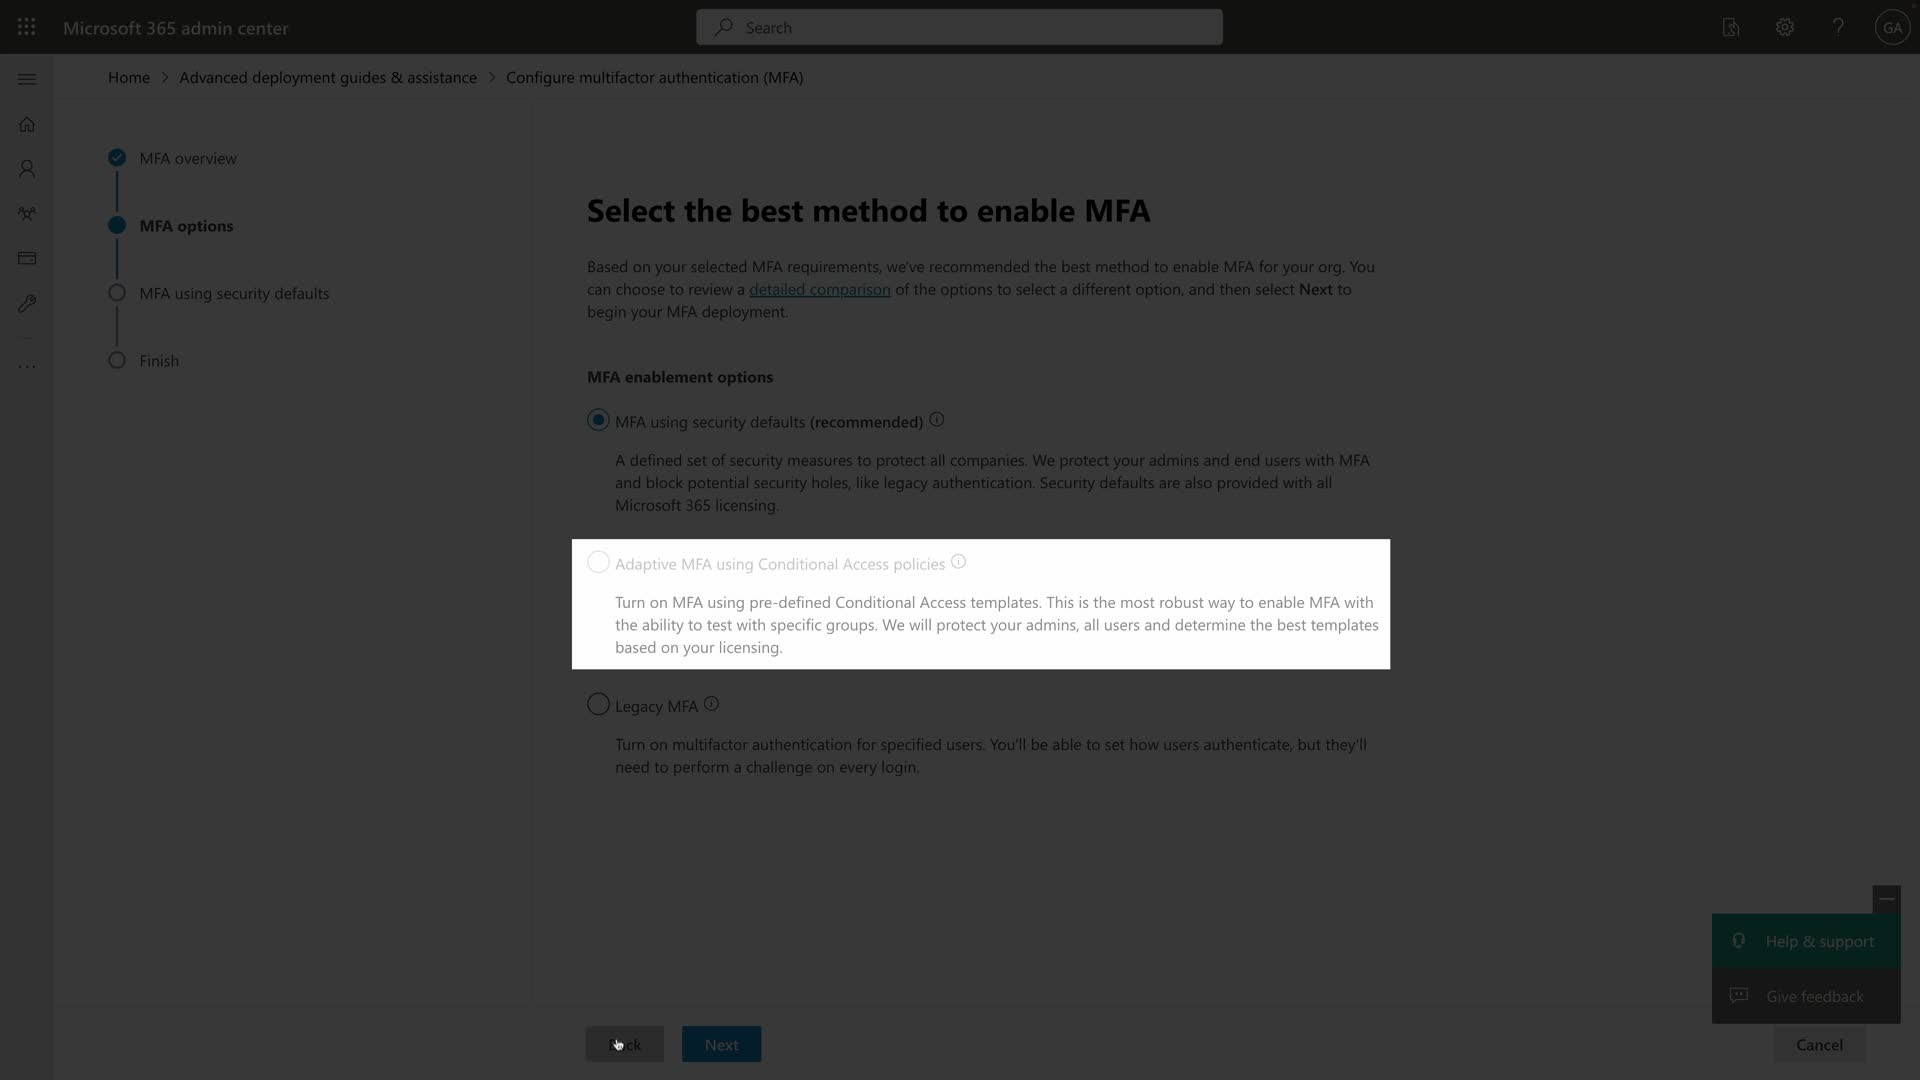 Microsoft 365 admin center
Search
GA
Home > Advanced deployment guides & assistance > Configure multifactor authentication (MFA)
MFA overview
MFA options
MFA using security defaults
Finish
Select the best method to enable MFA
Based on your selected MFA requirements, we've recommended the best method to enable MFA for your org. You
can choose to review a detailed comparison of the options to select a different option, and then select Next to
begin your MFA deployment.
MFA enablement options
MFA using security defaults (recommended)
A defined set of security measures to protect all companies. We protect your admins and end users with MFA
and block potential security holes, like legacy authentication. Security defaults are also provided with all
Microsoft 365 licensing.
Adaptive MFA using Conditional Access policies
Turn on MFA using pre-defined Conditional Access templates. This is the most robust way to enable MFA with
the ability to test with specific groups. We will protect your admins, all users and determine the best templates
based on your licensing.
Legacy MFA
Turn on multifactor authentication for specified users. You'll be able to set how users authenticate, but they'll
need to perform a challenge on every login.
Help & support
Give feedback
Back
Next
Cancel